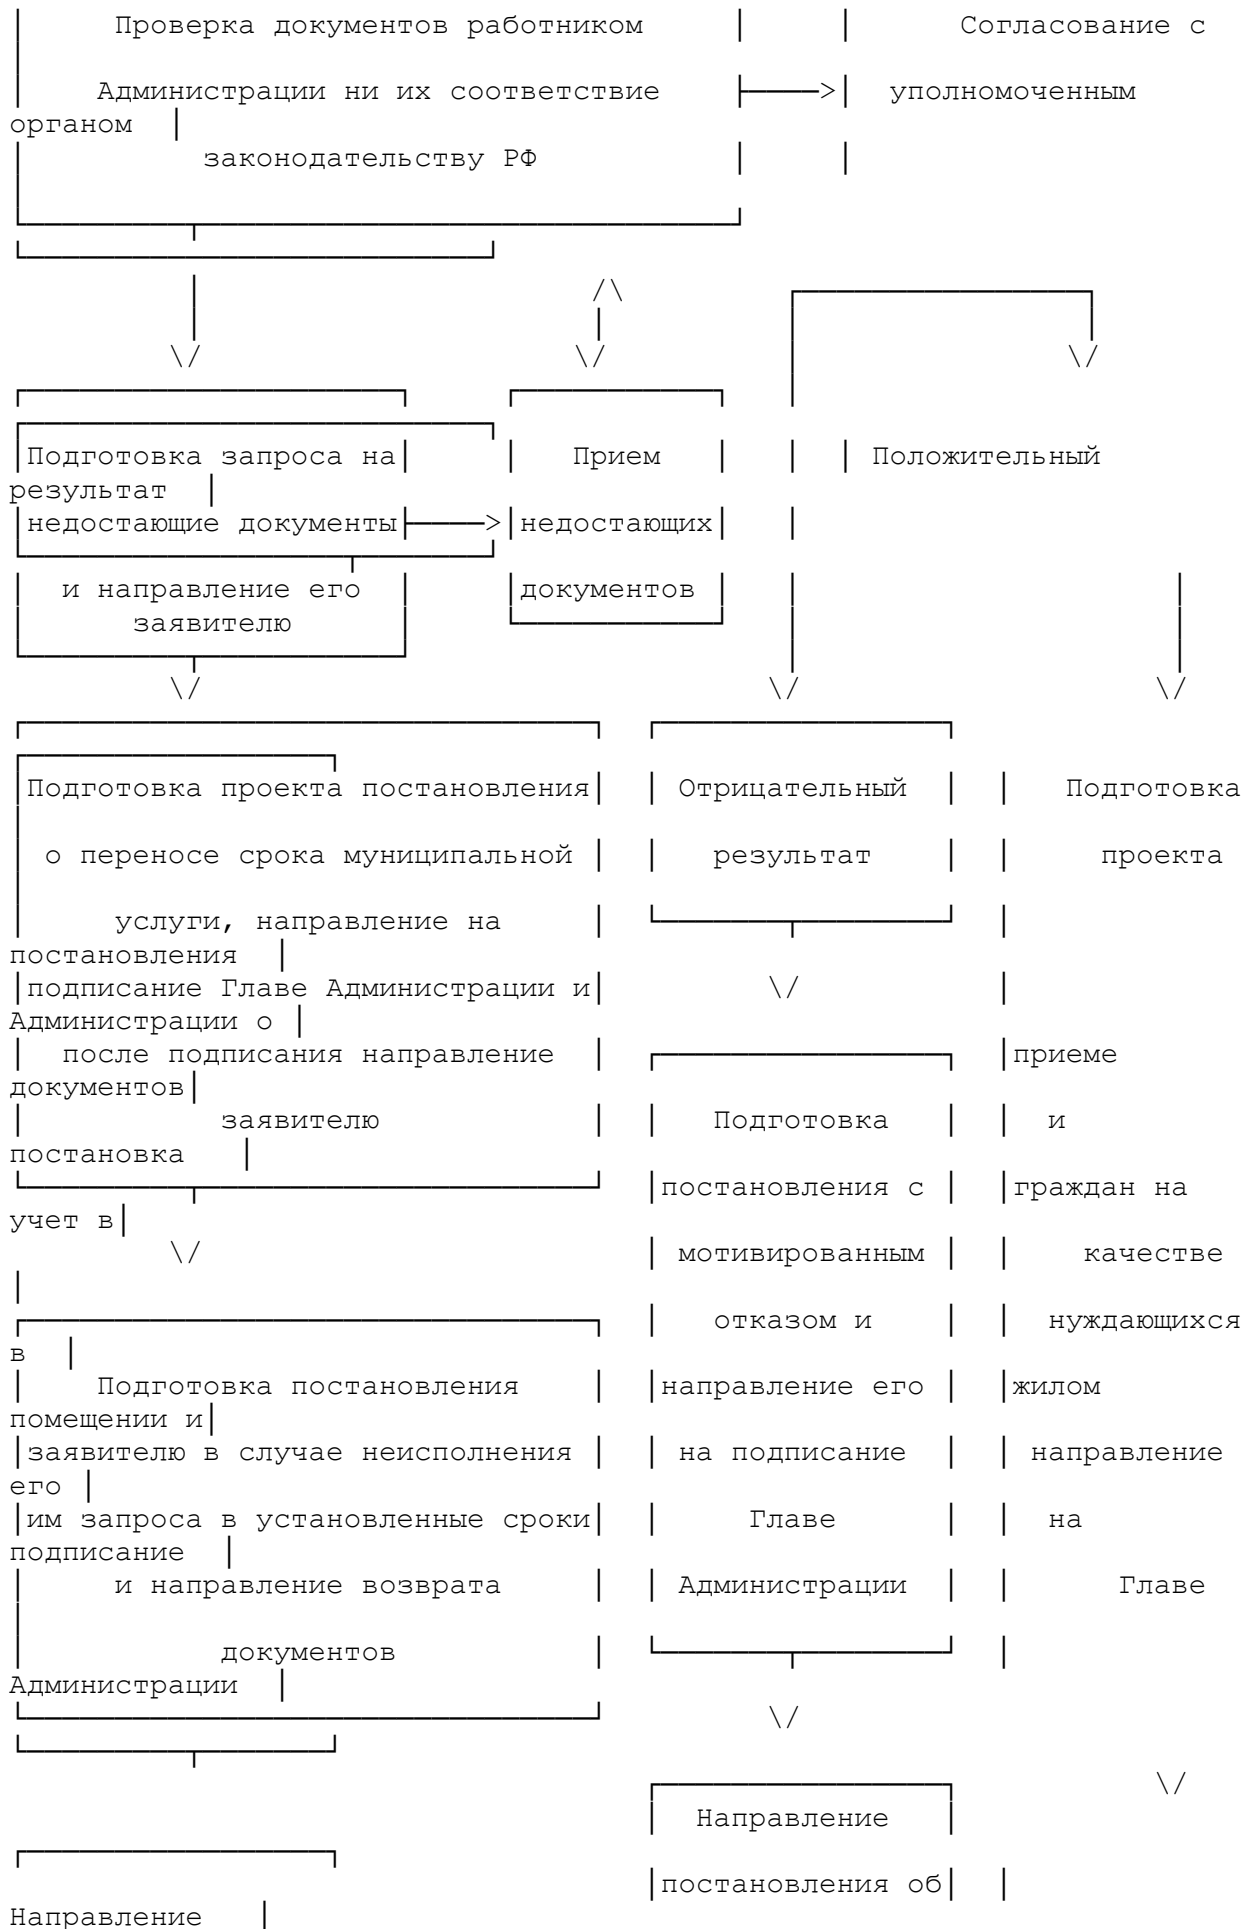 Проверка документов работником Согласование с
Администрации ни их соответствие > уполномоченным
органом
законодательству РФ
/\
\/ \/ \/
Подготовка запроса на Прием Положительный
результат
недостающие документы > недостающих
и направление его документов
заявителю
\/ \/ \/
Подготовка проекта постановления Отрицательный Подготовка
о переносе срока муниципальной результат проекта
услуги, направление на
постановления
подписание Главе Администрации и \/
Администрации о
после подписания направление приеме
документов
заявителю Подготовка и
постановка
постановления с граждан на
учет в
\/ мотивированным качестве
отказом и нуждающихся
в
Подготовка постановления направление его жилом
помещении и
заявителю в случае неисполнения на подписание направление
его
им запроса в установленные сроки Главе на
подписание
и направление возврата Администрации Главе
документов
Администрации
\/
\/
Направление
постановления об
Направление